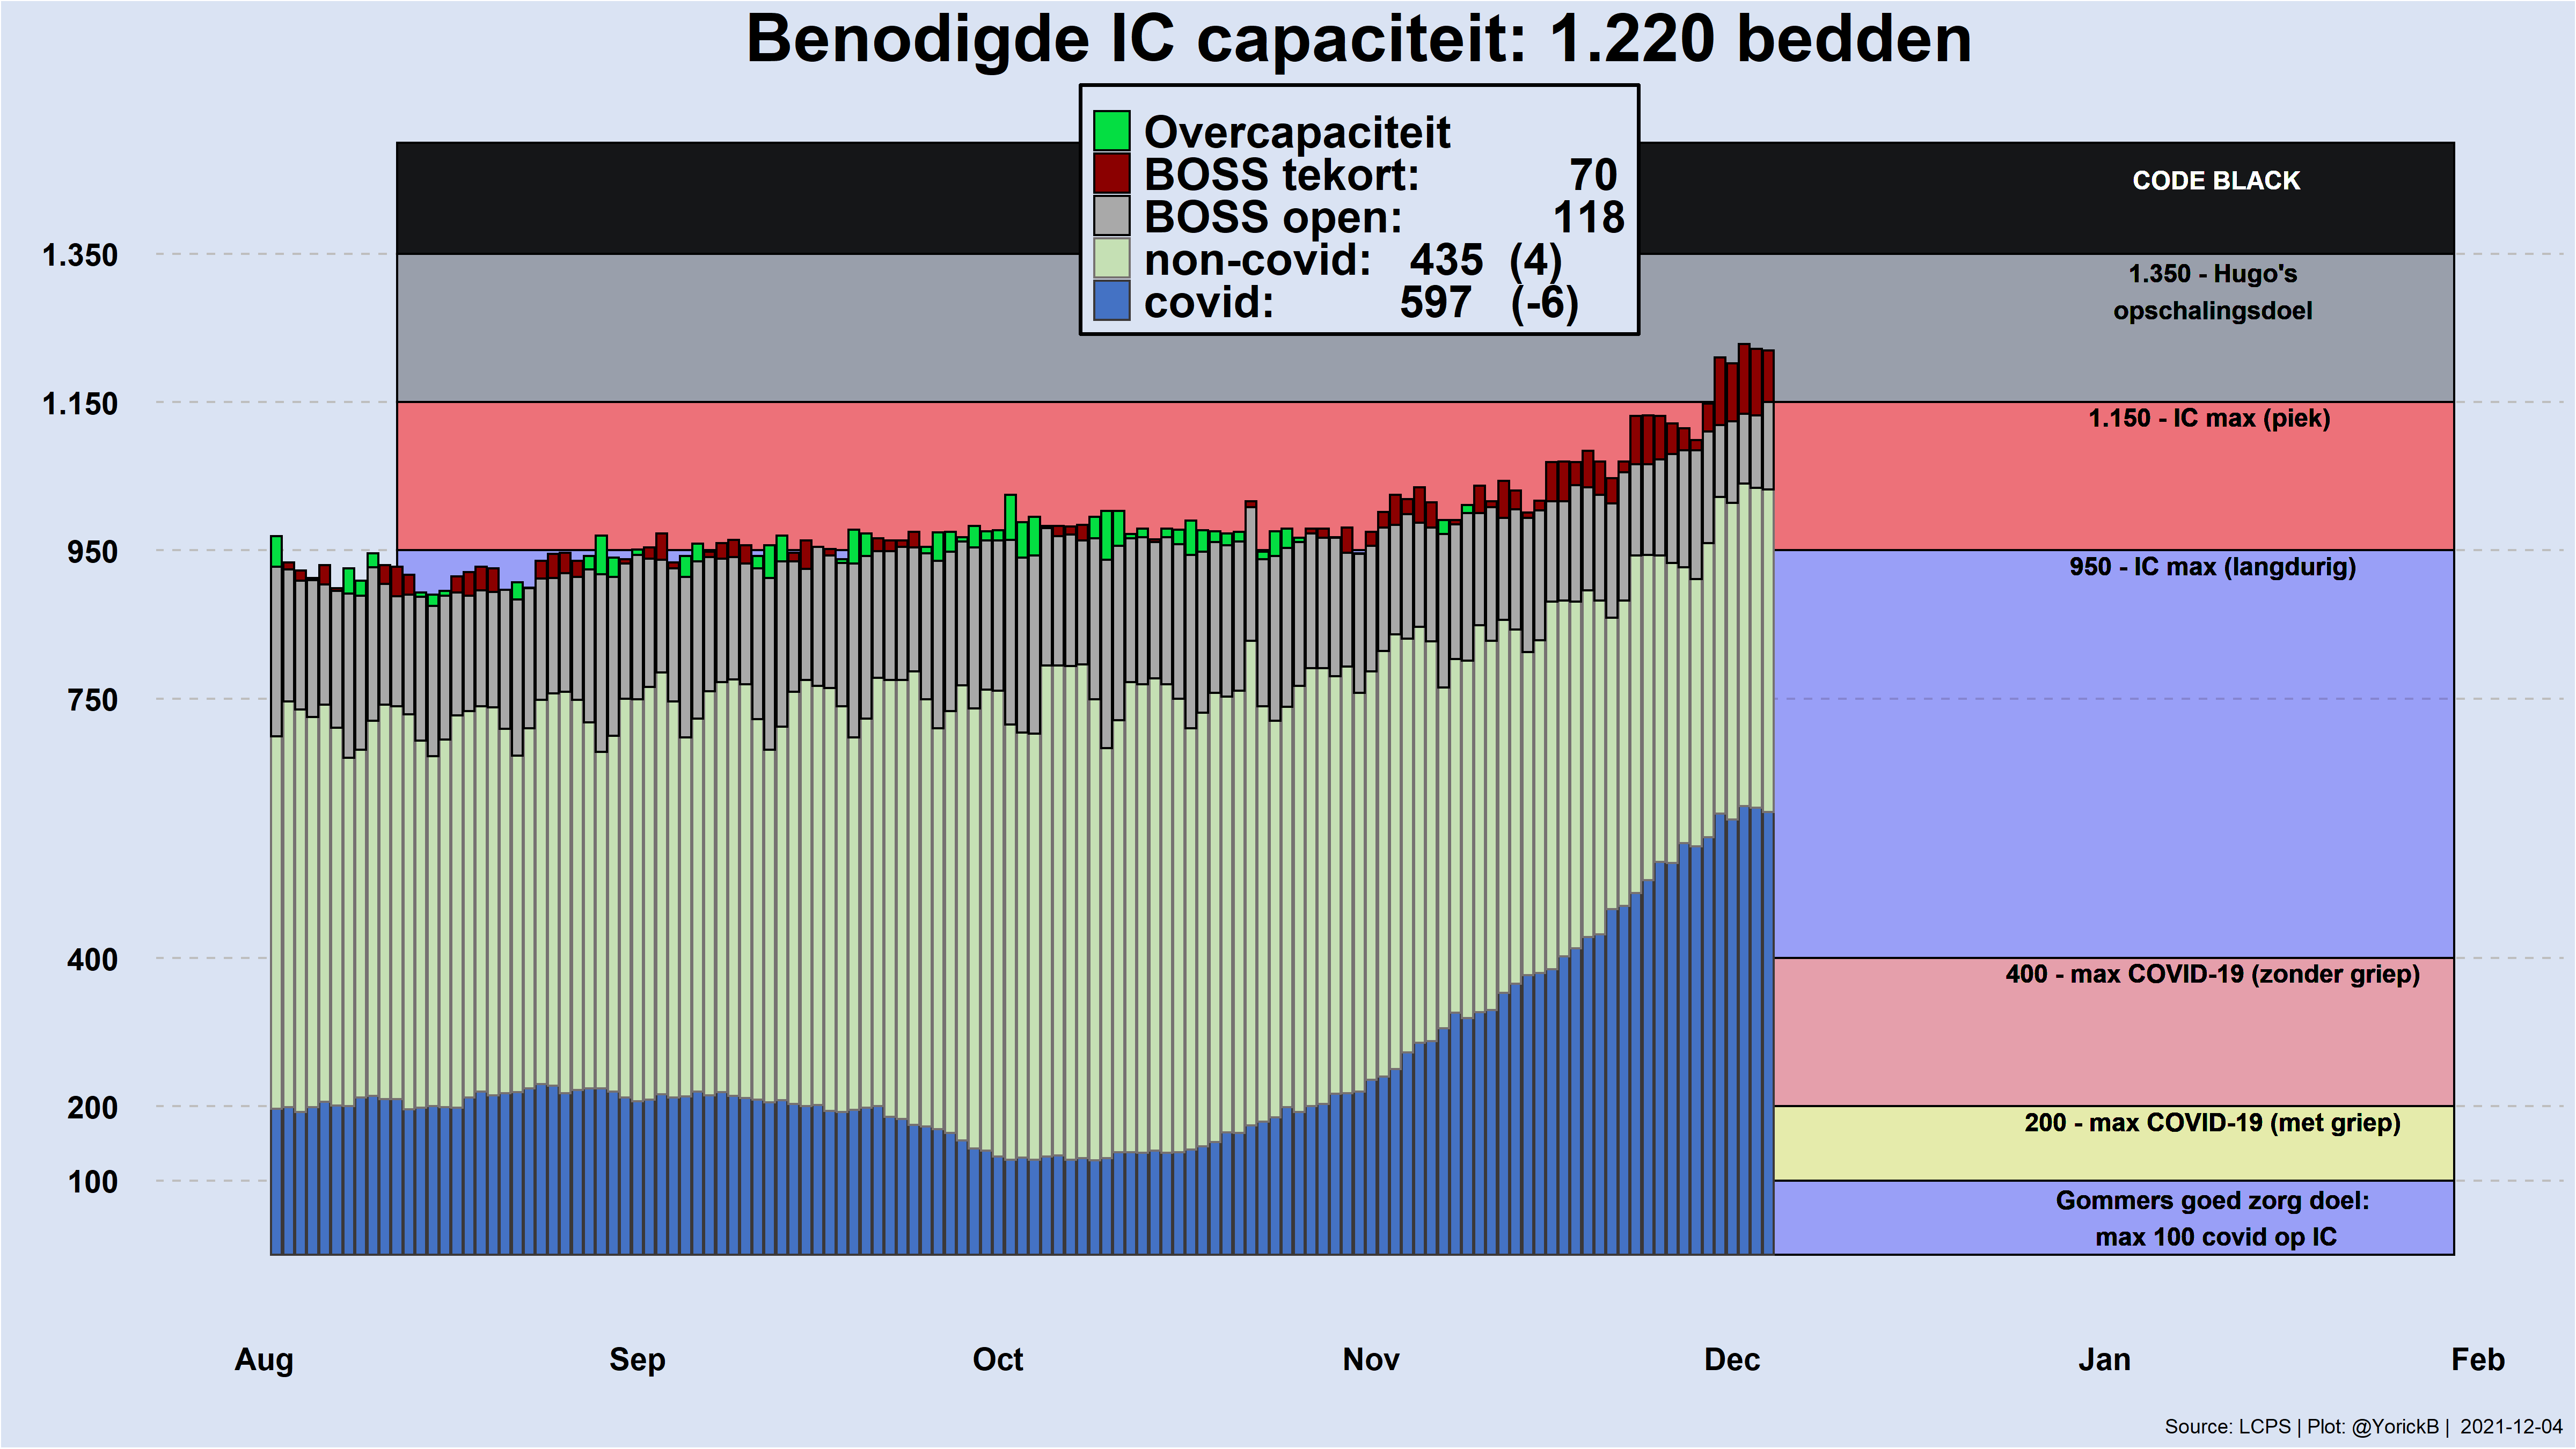 Benodigde IC capaciteit: 1.220 bedden
Overcapaciteit
BOSS tekort: 70
BOSS open: 118
non-covid: 435 (4)
covid: 597 (-6)
CODE BLACK
1.350
1.350 - Hugo's
opschalingsdoel
1.150
1.150 - IC max (piek)
950
950 - IC max (langdurig)
750
400
400 - max COVID-19 (zonder griep)
200
200 - max COVID-19 (met griep)
100
Gommers goed zorg doel:
max 100 covid op IC
Aug Sep Oct Nov Dec Jan Feb
Source: LCPS | Plot: @YorickB | 2021-12-04